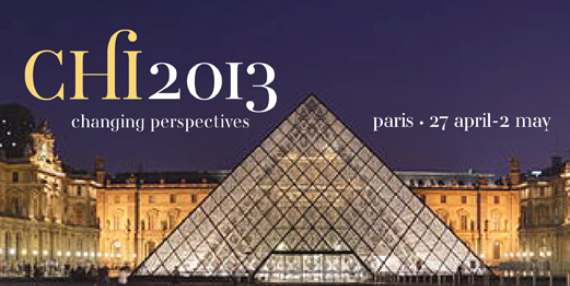 CHI2013
changing perspectives
paris • 27 april-2 may